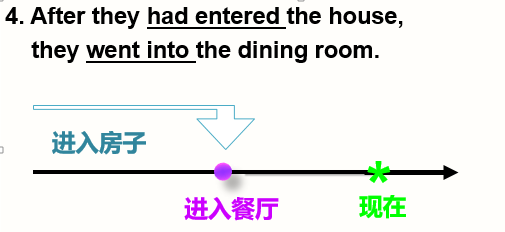 4. After they had entered the house,
they went into the dining room.
进入房子
进入餐厅
现在